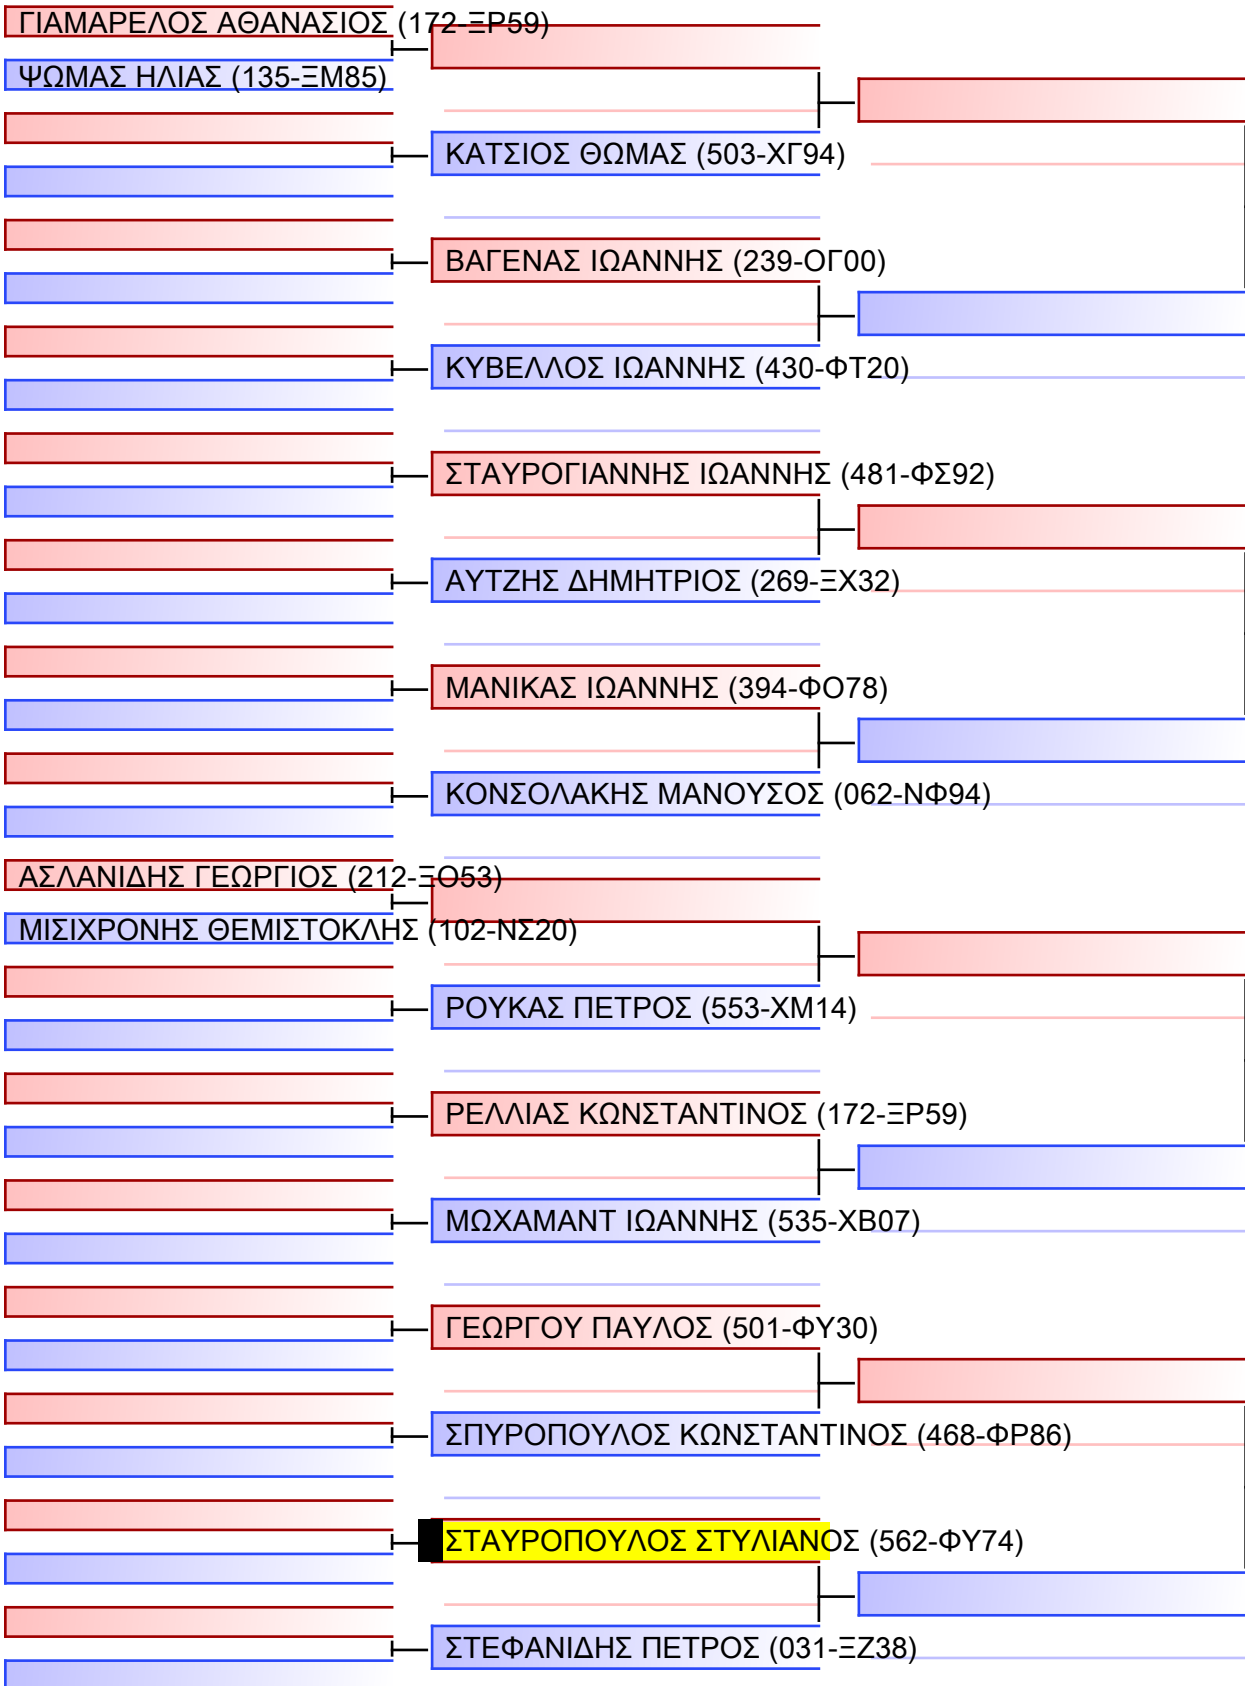 ΓΙΑΜΑΡΕΛΟΣ ΑΘΑΝΑΣΙΟΣ (172-ΞΡ59)
ΨΩΜΑΣ ΗΛΙΑΣ (135-ΞΜ85)
ΚΑΤΣΙΟΣ ΘΩΜΑΣ (503-ΧΓ94)
ΒΑΓΕΝΑΣ ΙΩΑΝΝΗΣ (239-ΟΓ00)
ΚΥΒΕΛΛΟΣ ΙΩΑΝΝΗΣ (430-ΦΤ20)
ΣΤΑΥΡΟΓΙΑΝΝΗΣ ΙΩΑΝΝΗΣ (481-ΦΣ92)
ΑΥΤΖΗΣ ΔΗΜΗΤΡΙΟΣ (269-ΞΧ32)
ΜΑΝΙΚΑΣ ΙΩΑΝΝΗΣ (394-ΦΟ78)
ΚΟΝΣΟΛΑΚΗΣ ΜΑΝΟΥΣΟΣ (062-ΝΦ94)
ΑΣΛΑΝΙΔΗΣ ΓΕΩΡΓΙΟΣ (212-ΞΟ53)
ΜΙΣΙΧΡΟΝΗΣ ΘΕΜΙΣΤΟΚΛΗΣ (102-ΝΣ20)
ΡΟΥΚΑΣ ΠΕΤΡΟΣ (553-ΧΜ14)
ΡΕΛΛΙΑΣ ΚΩΝΣΤΑΝΤΙΝΟΣ (172-ΞΡ59)
ΜΩΧΑΜΑΝΤ ΙΩΑΝΝΗΣ (535-ΧΒ07)
ΓΕΩΡΓΟΥ ΠΑΥΛΟΣ (501-ΦΥ30)
ΣΠΥΡΟΠΟΥΛΟΣ ΚΩΝΣΤΑΝΤΙΝΟΣ (468-ΦΡ86)
ΣΤΑΥΡΟΠΟΥΛΟΣ ΣΤΥΛΙΑΝΟΣ (562-ΦΥ74)
ΣΤΕΦΑΝΙΔΗΣ ΠΕΤΡΟΣ (031-ΞΖ38)